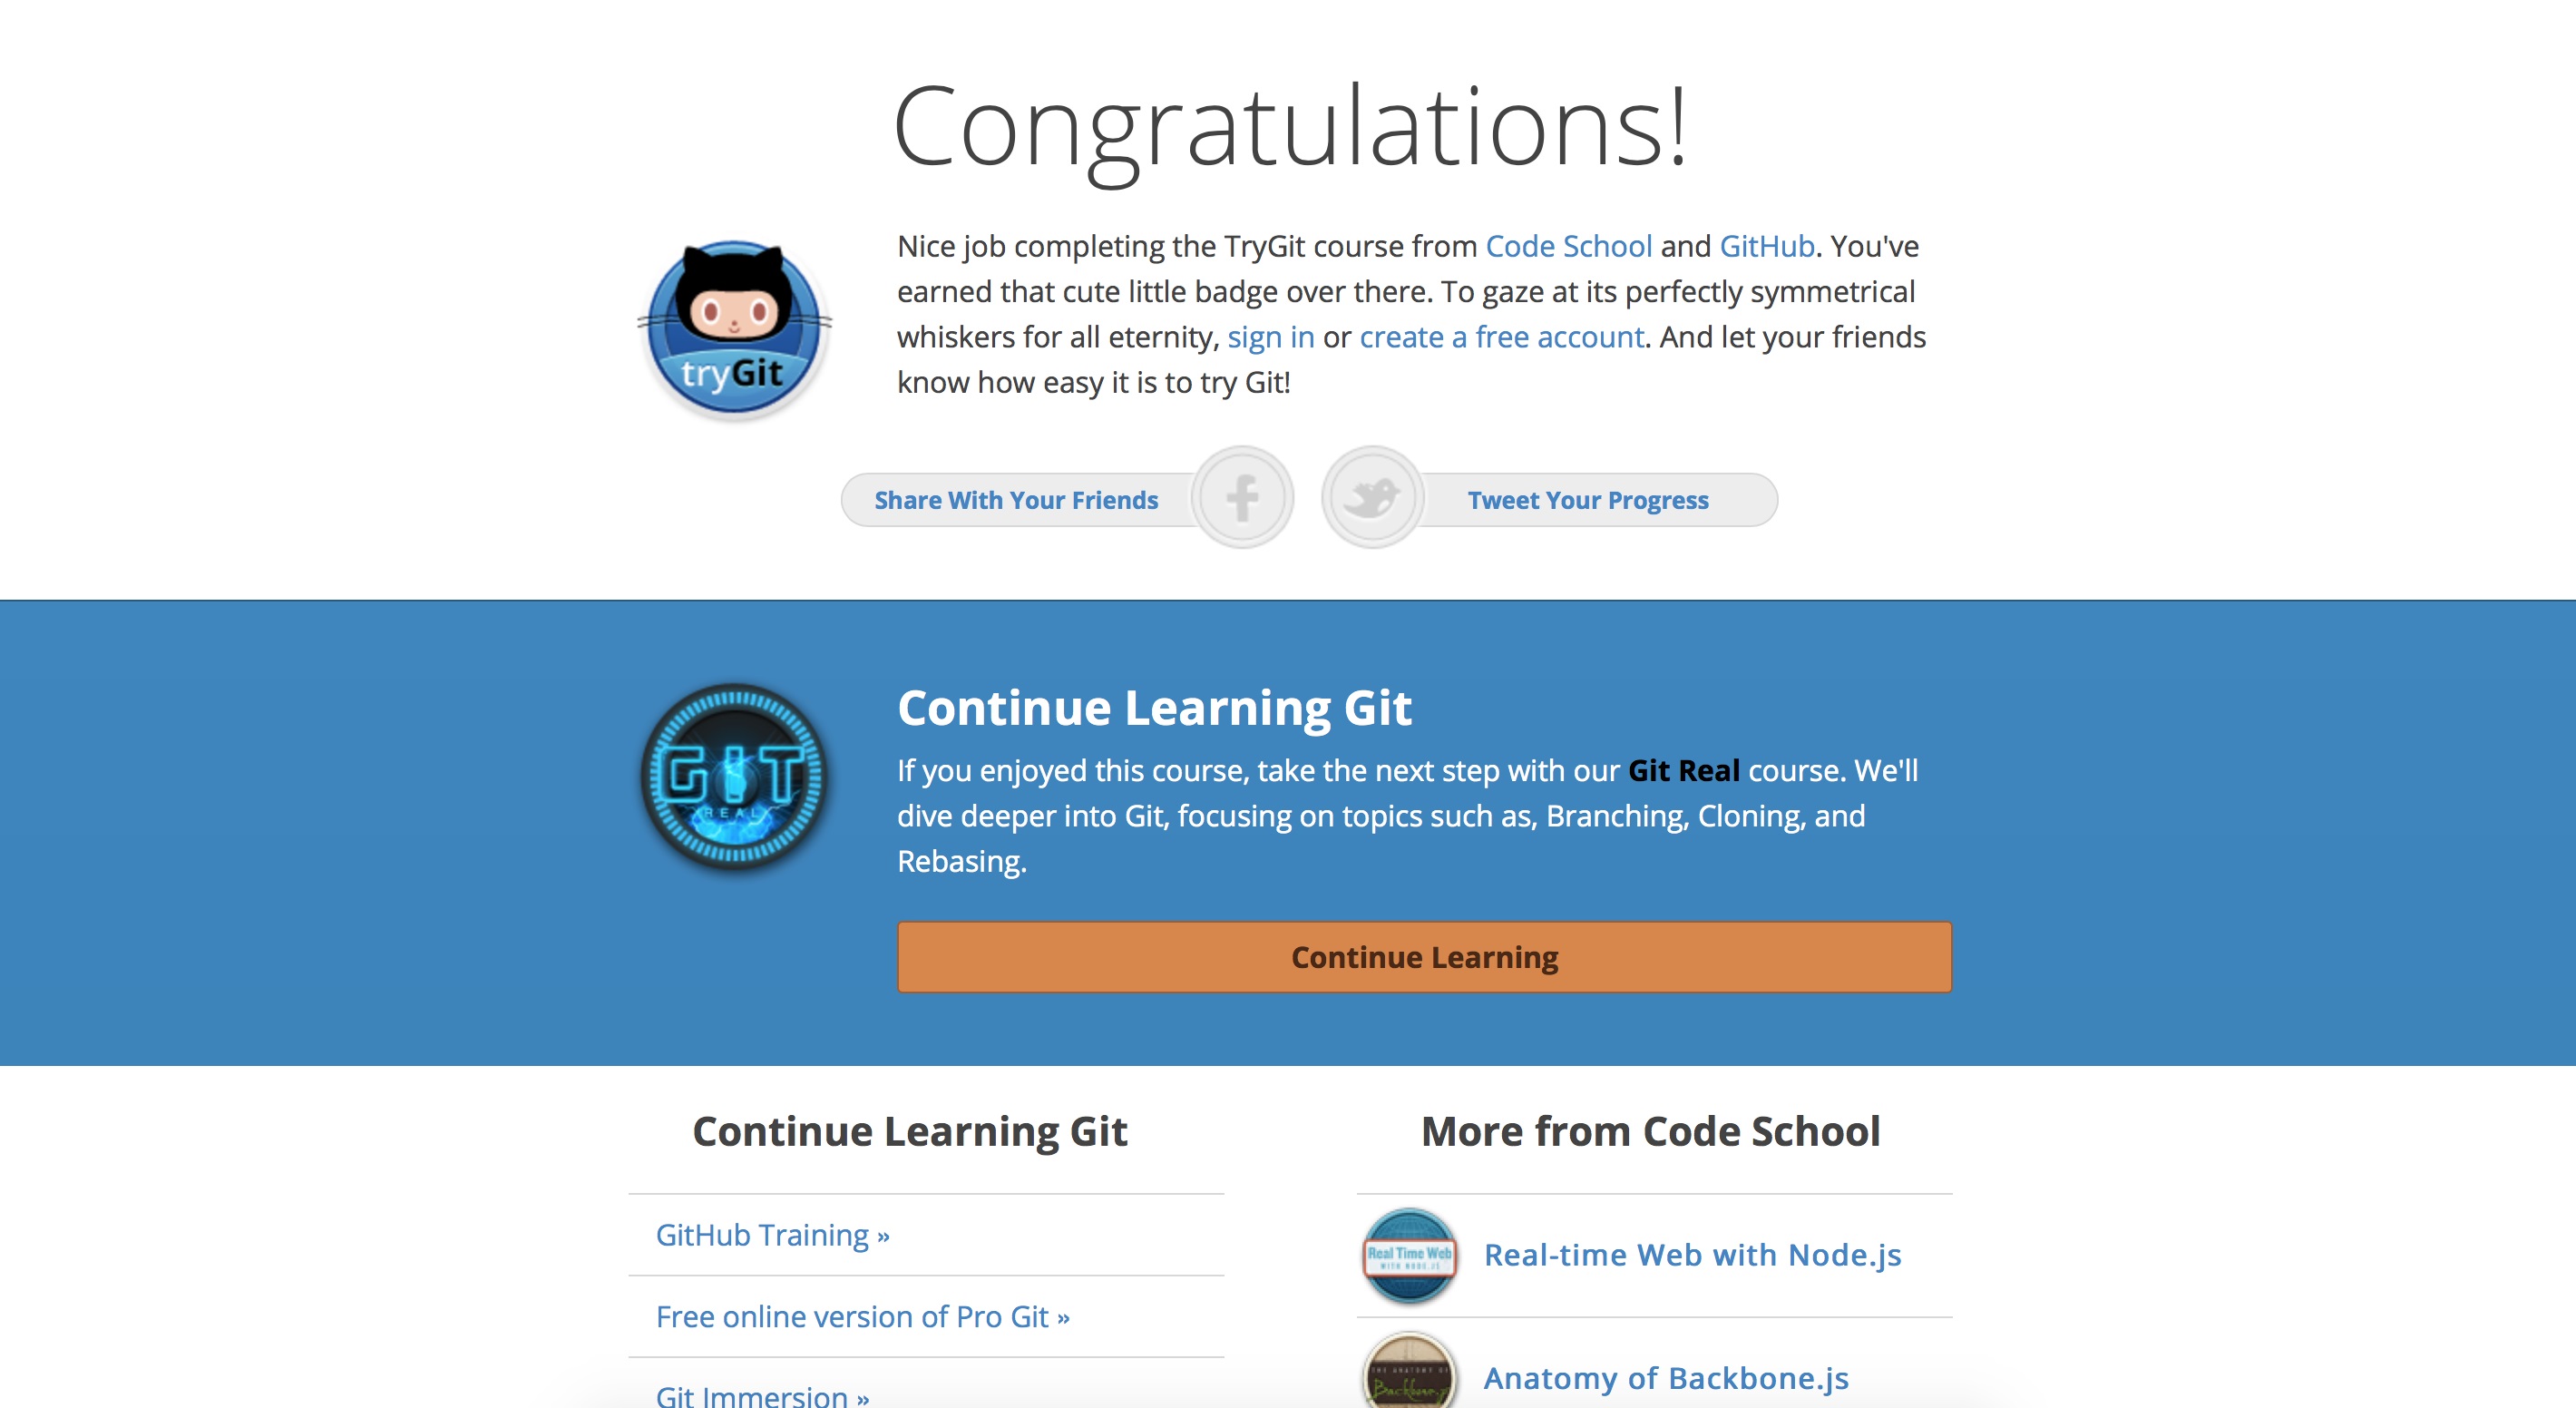 Congratulations!
Nice job completing the TryGit course from Code School and GitHub. You've
earned that cute little badge over there. To gaze at its perfectly symmetrical
whiskers for all eternity, sign in or create a free account. And let your friends
know how easy it is to try Git!
tryGit
Share With Your Friends
Tweet Your Progress
GIT
REAL
Continue Learning Git
If you enjoyed this course, take the next step with our Git Real course. We'll
dive deeper into Git, focusing on topics such as, Branching, Cloning, and
Rebasing.
Continue Learning
Continue Learning Git
GitHub Training »
Free online version of Pro Git »
Git Immersion »
More from Code School
Real Time Web
WITH NODE.JS
Real-time Web with Node.js
THE ANATOMY OF
Backbone.js
Anatomy of Backbone.js